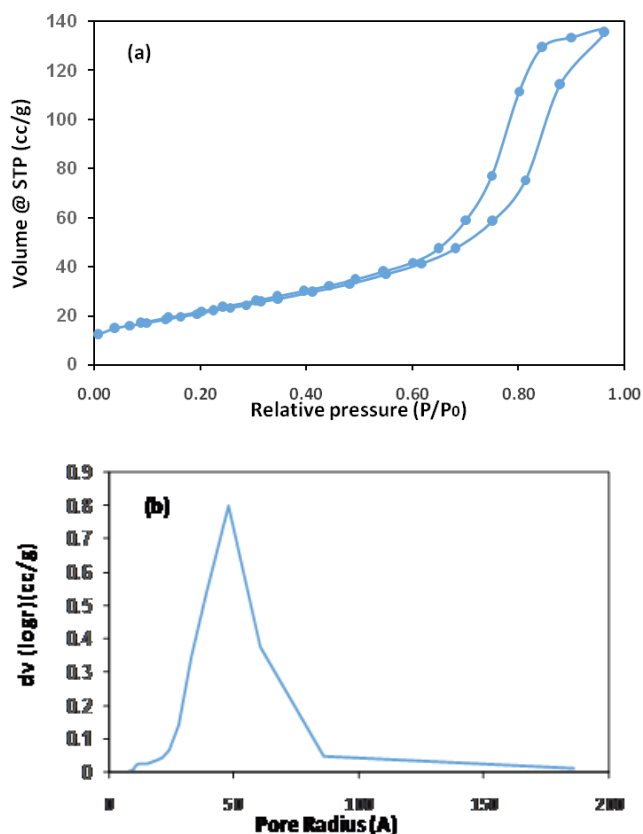 (a)
Volume @ STP (cc/g)
140
120
100
80
60
40
20
0
0.00 0.20 0.40 0.60 0.80 1.00
Relative pressure (P/P0)
(b)
dv (logr)(cc/g)
0.9
0.8
0.7
0.6
0.5
0.4
0.3
0.2
0.1
0
0 50 100 150 200
Pore Radius (A)